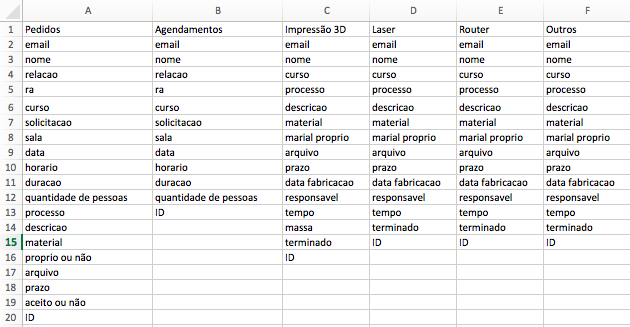 A B C D E F
1 Pedidos Agendamentos Impressão 3D Laser Router Outros
2 email email email email email email
3 nome nome nome nome nome nome
4 relacao relacao curso curso curso curso
5 ra ra processo processo processo processo
6 curso curso descricao descricao descricao descricao
7 solicitacao solicitacao material material material material
8 sala sala marial proprio marial proprio marial proprio marial proprio
9 data data arquivo arquivo arquivo arquivo
10 horario horario prazo prazo prazo prazo
11 duracao duracao data fabricacao data fabricacao data fabricacao data fabricacao
12 quantidade de pessoas quantidade de pessoas responsavel responsavel responsavel responsavel
13 processo ID tempo tempo tempo tempo
14 descricao massa terminado terminado terminado
15 material terminado ID ID ID
16 proprio ou não ID
17 arquivo
18 prazo
19 aceito ou não
20 ID